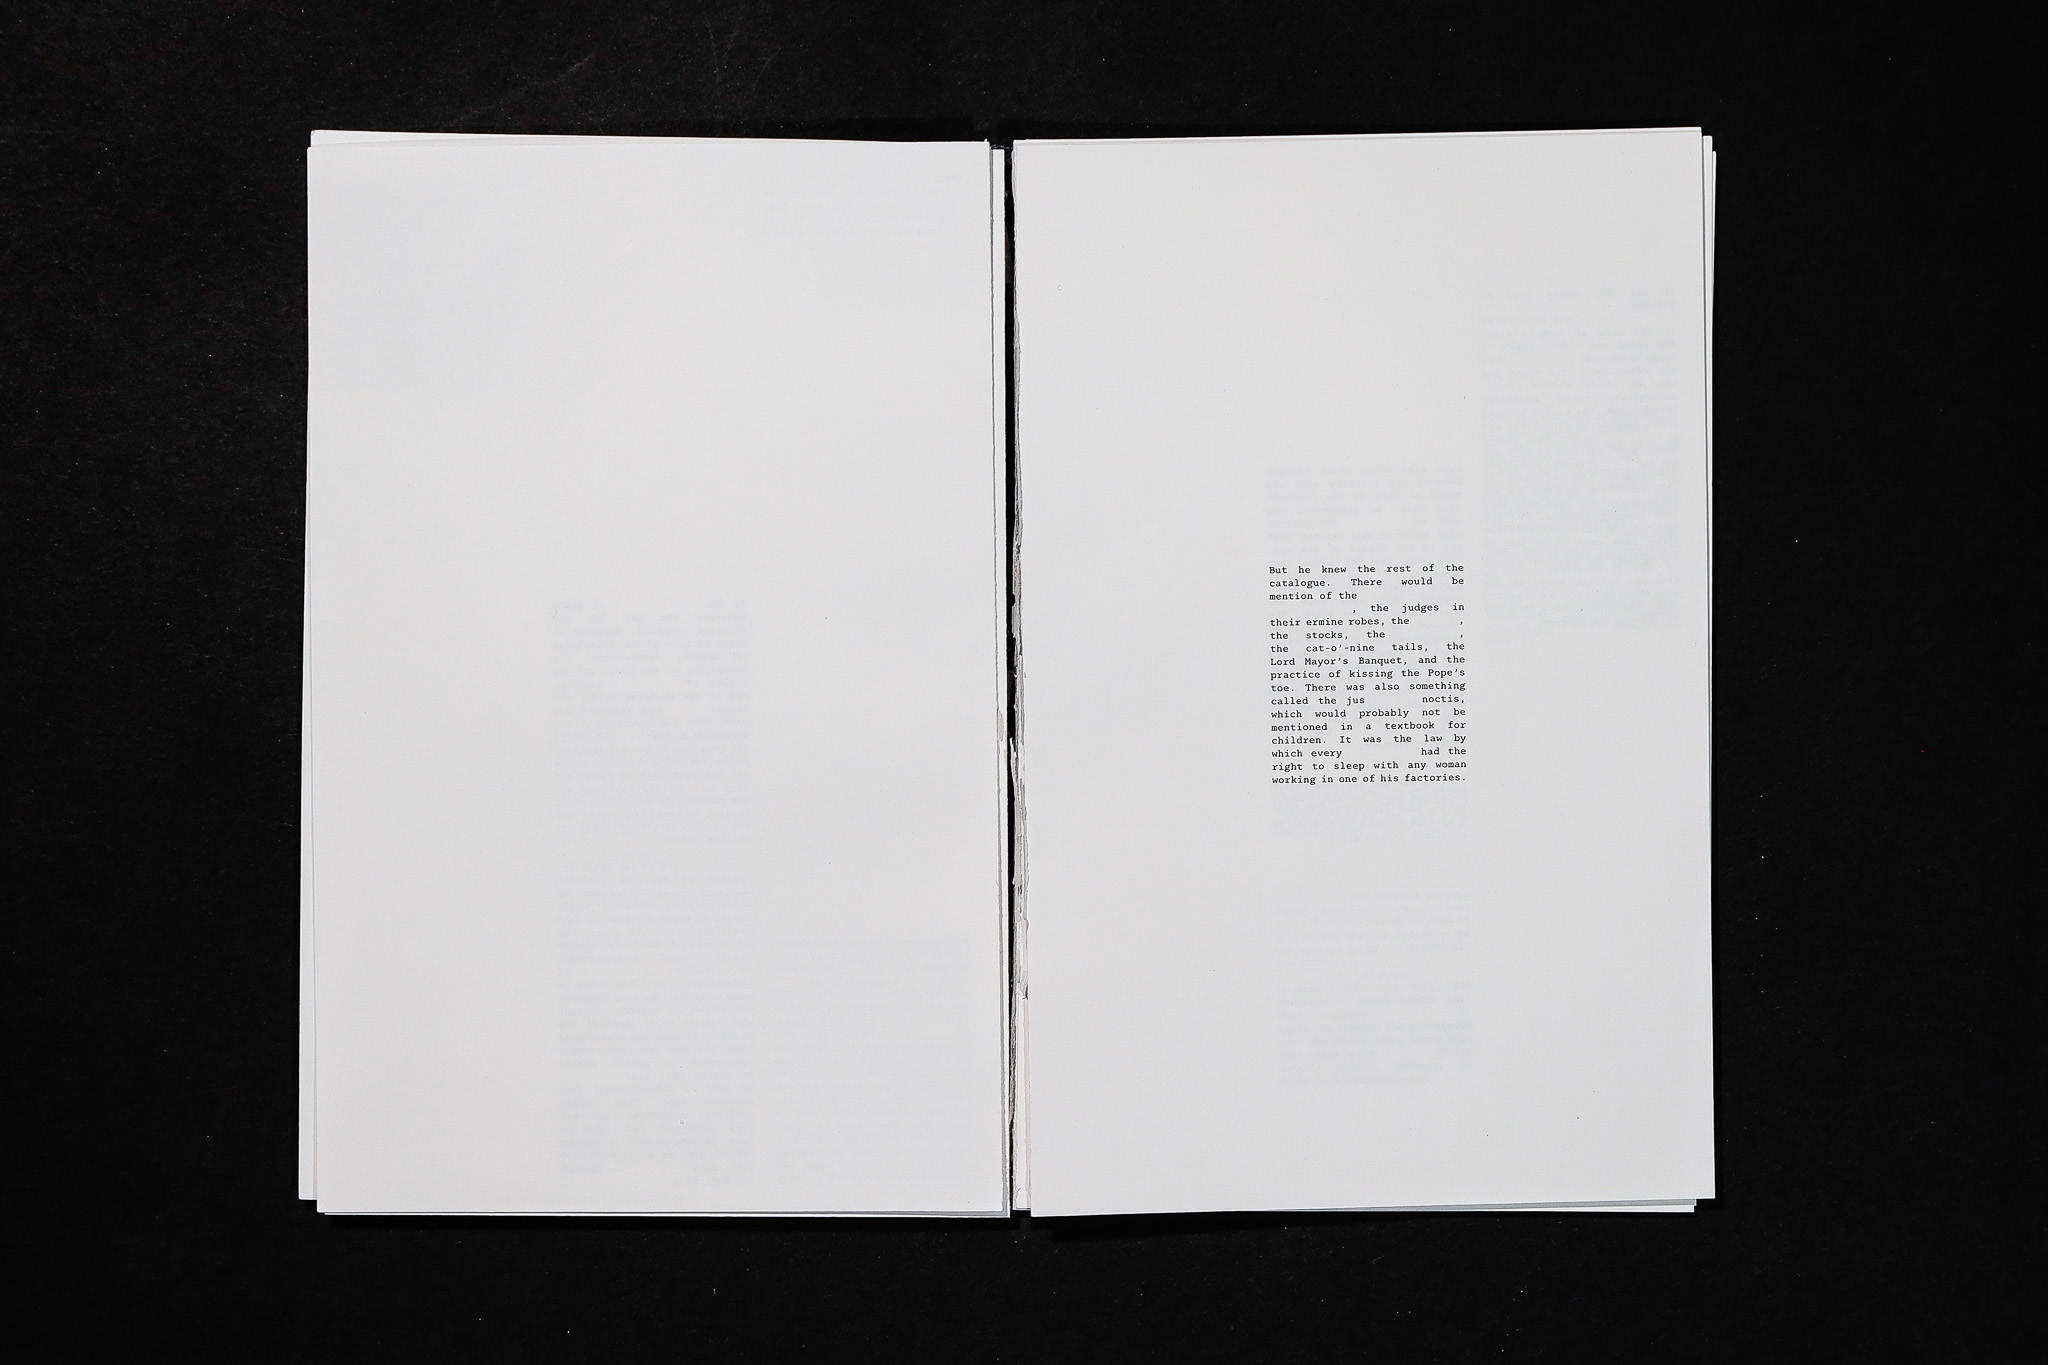 But he knew the rest of the
catalogue. There would be
mention of the
, the judges in
their ermine robes, the ,
the stocks, the ,
the cat-o'-nine tails, the
Lord Mayor's Banquet, and the
practice of kissing the Pope's
toe. There was also something
called the jus noctis,
which would probably not be
mentioned in a textbook for
children. It was the law by
which every had the
right to sleep with any woman
working in one of his factories.